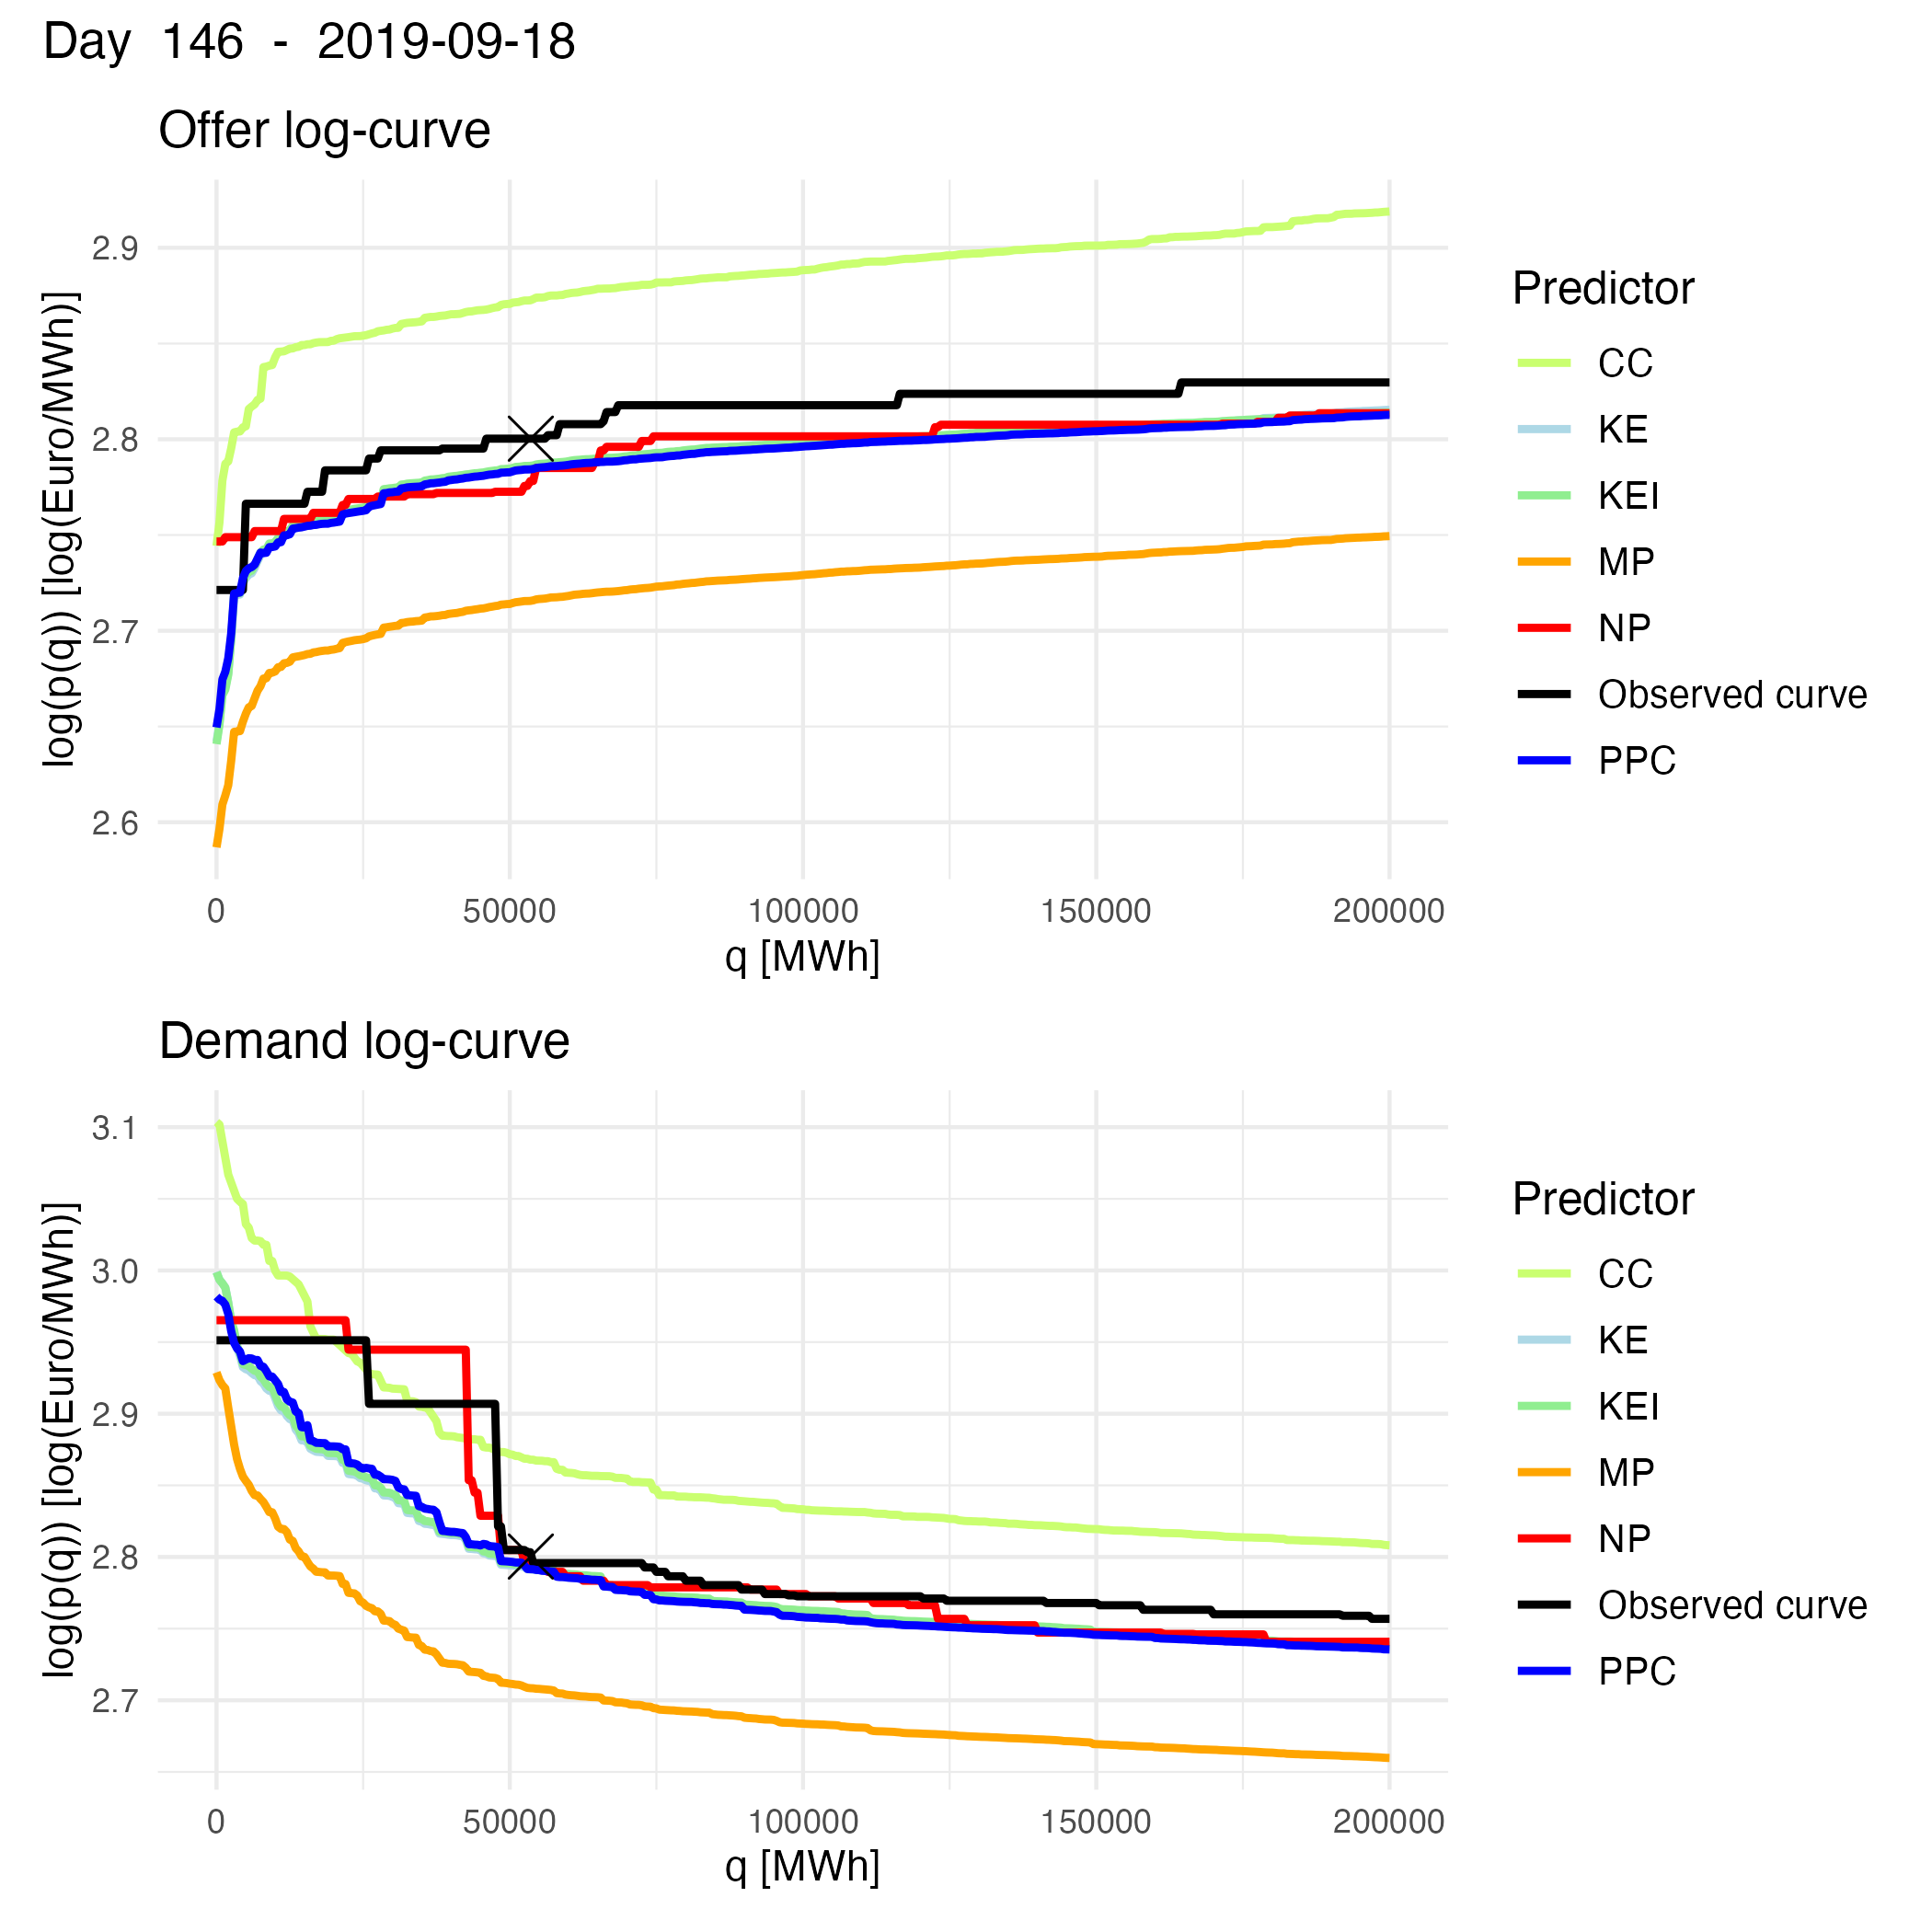 Day 146 - 2019-09-18
Offer log-curve
log(p(q)) [log(Euro/MWh)]
2.9
2.8
2.7
2.6
0 50000 100000 150000 200000
q [MWh]
Predictor
CC
KE
KEI
MP
NP
Observed curve
PPC
Demand log-curve
log(p(q)) [log(Euro/MWh)]
3.1
3.0
2.9
2.8
2.7
0 50000 100000 150000 200000
q [MWh]
Predictor
CC
KE
KEI
MP
NP
Observed curve
PPC